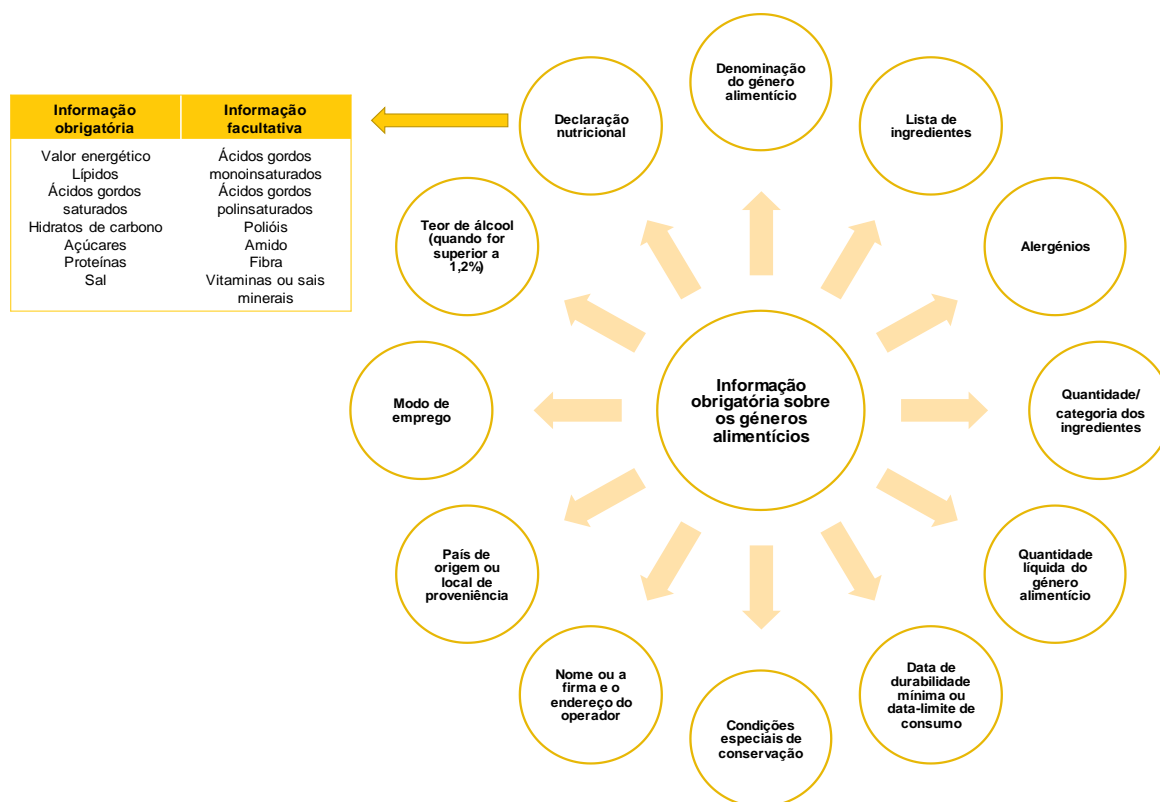 Informação
obrigatória
Informação
facultativa
Valor energético
Lípidos
Ácidos gordos
saturados
Hidratos de carbono
Açúcares
Proteínas
Sal
Ácidos gordos
monoinsaturados
Ácidos gordos
polinsaturados
Polióis
Amido
Fibra
Vitaminas ou sais
minerais
Declaração
nutricional
Denominação
do género
alimentício
Lista de
ingredientes
Alergénios
Quantidade/
categoria dos
ingredientes
Quantidade
líquida do
género
alimentício
Data de
durabilidade
mínima ou
data-limite de
consumo
Condições
especiais de
conservação
Nome ou a
firma e o
endereço do
operador
País de
origem ou
local de
proveniência
Modo de
emprego
Teor de álcool
(quando for
superior a
1,2%)
Informação
obrigatória sobre
os géneros
alimentícios